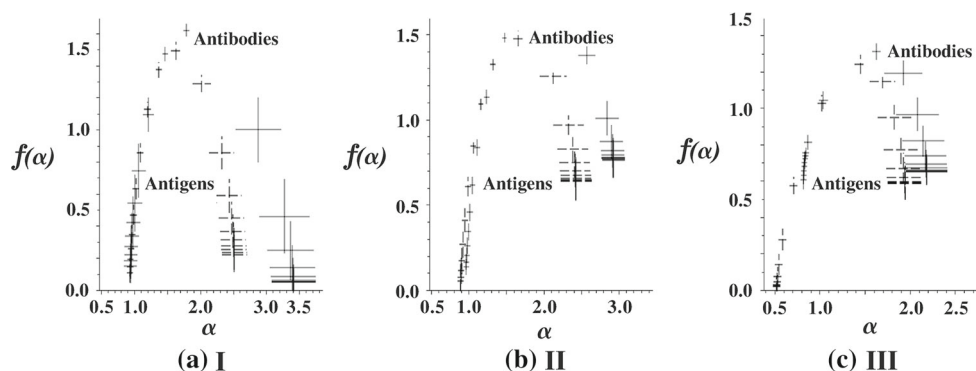 1.5
1.0
0.5
0.0
f(α)
Antibodies
Antigens
0.5 1.0 2.0 3.0 3.5
α
(a) I
1.5
1.0
0.5
0.0
f(α)
Antibodies
Antigens
0.5 1.0 2.0 3.0
α
(b) II
1.5
1.0
0.5
0.0
f(α)
Antibodies
Antigens
0.5 1.0 2.0 2.5
α
(c) III